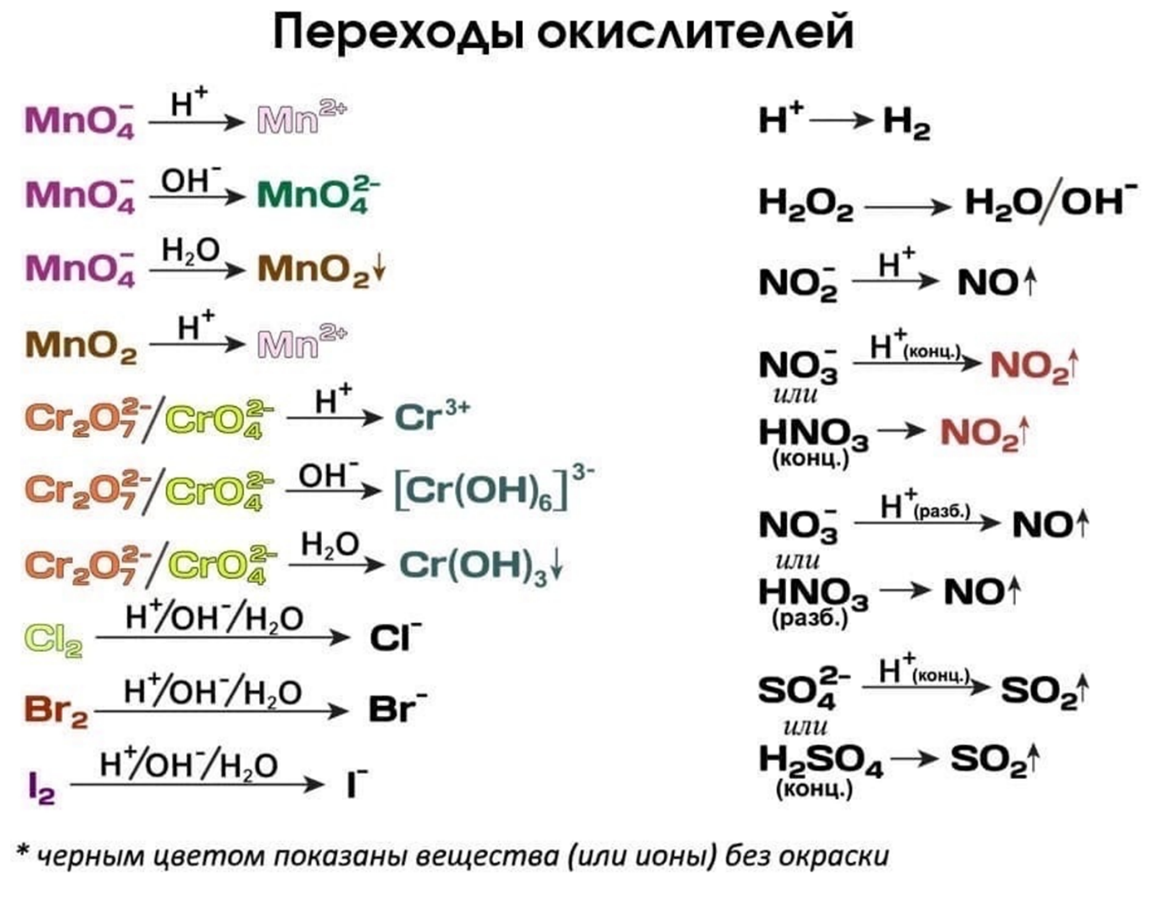 Переходы окислителей
MnO₄⁻ H⁺→ Mn²⁺
MnO₄⁻ OH⁻→ MnO₄²⁻
MnO₄⁻ H₂O→ MnO₂↓
MnO₂ H⁺→ Mn²⁺
Cr₂O₇²⁻/CrO₄²⁻ H⁺→ Cr³⁺
Cr₂O₇²⁻/CrO₄²⁻ OH⁻→ [Cr(OH)₆]³⁻
Cr₂O₇²⁻/CrO₄²⁻ H₂O→ Cr(OH)₃↓
Cl₂ H⁺/OH⁻/H₂O→ Cl⁻
Br₂ H⁺/OH⁻/H₂O→ Br⁻
I₂ H⁺/OH⁻/H₂O→ I⁻
H⁺→ H₂
H₂O₂ → H₂O/OH⁻
NO₂⁻ H⁺→ NO↑
NO₃⁻ H⁺(конц.)→ NO₂↑
или
HNO₃ → NO₂↑
(конц.)
NO₃⁻ H⁺(разб.)→ NO↑
или
HNO₃ → NO↑
(разб.)
SO₄²⁻ H⁺(конц.)→ SO₂↑
или
H₂SO₄ → SO₂↑
(конц.)
* черным цветом показаны вещества (или ионы) без окраски